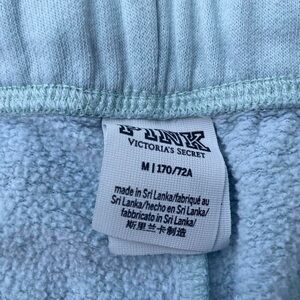 PINK
VICTORIA'S SECRET
M | 170/72A
made in Sri Lanka/fabriqué au
Sri Lanka/hecho en Sri Lanka/
fabbricato in Sri Lanka/
斯里兰卡制造